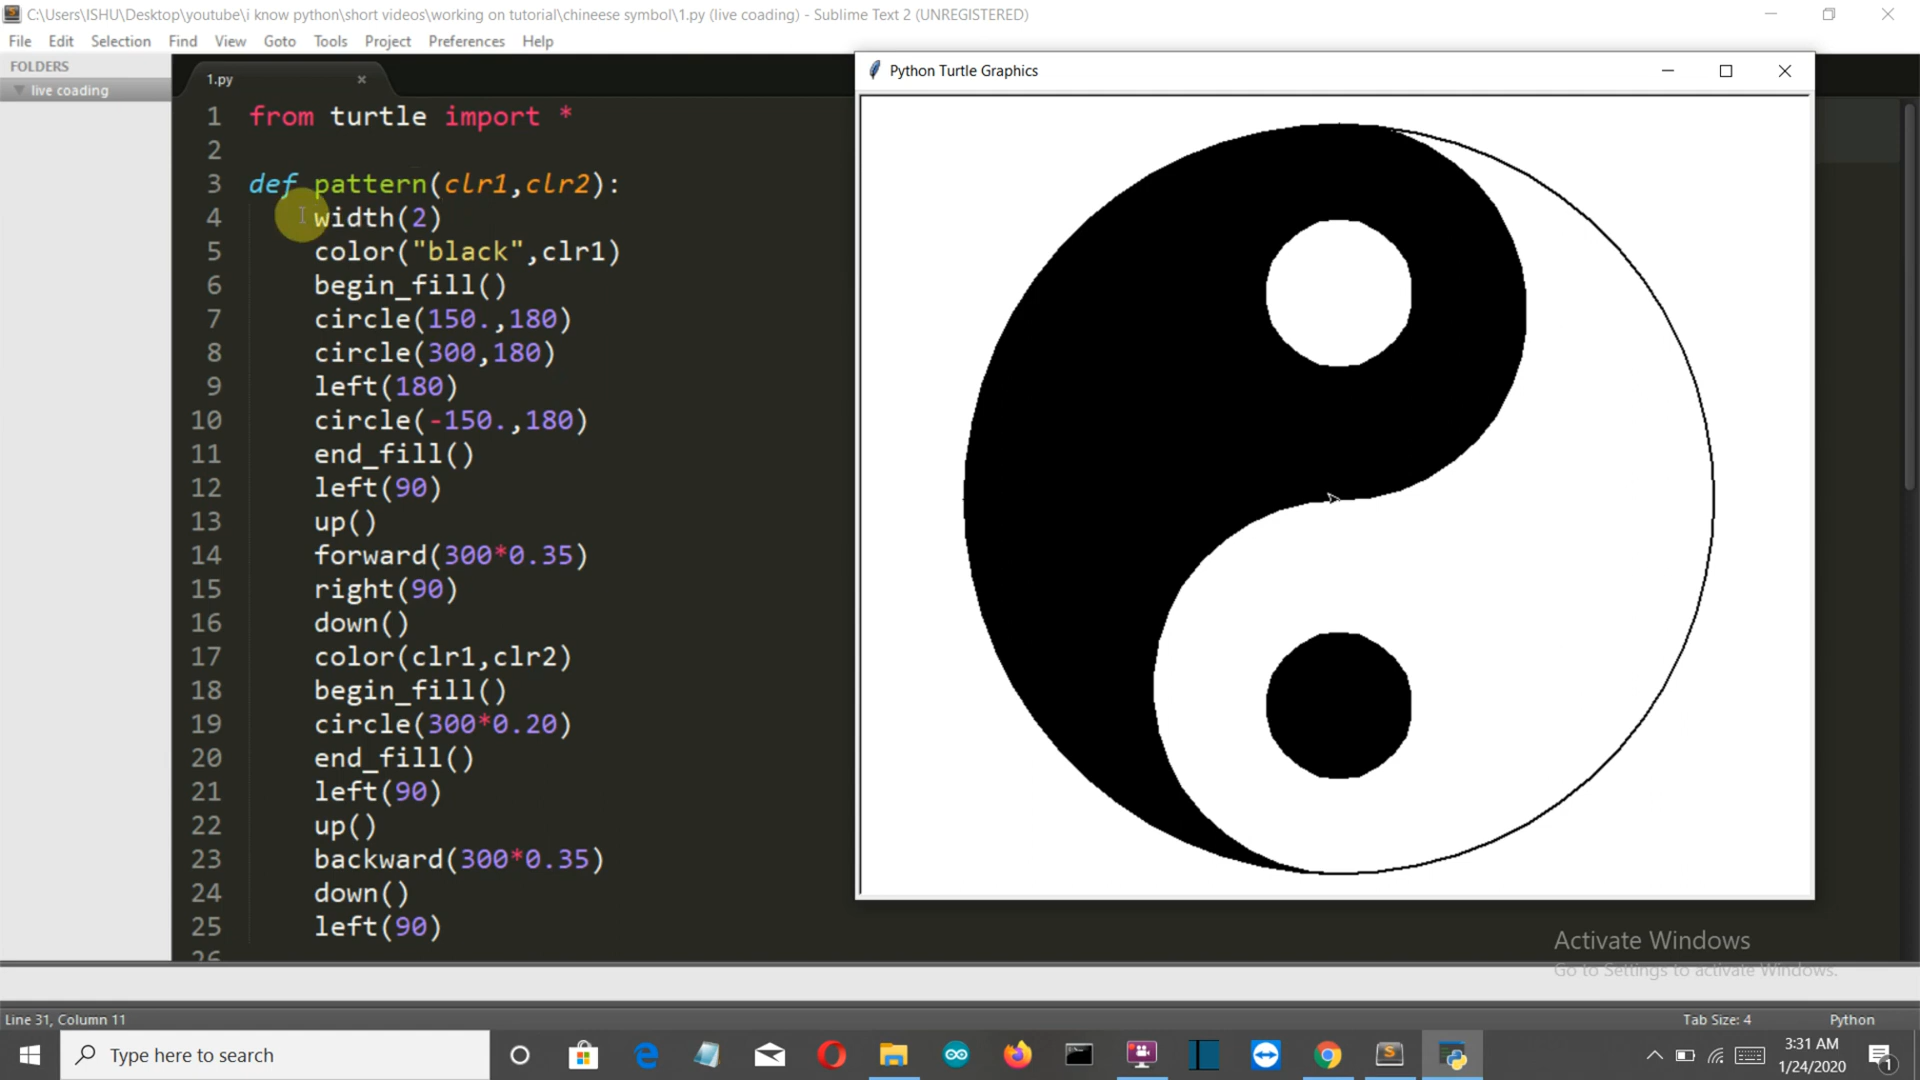 C:\Users\ISHU\Desktop\youtube\i know python\short videos\working on tutorial\chineese symbol\1.py (live coading) - Sublime Text 2 (UNREGISTERED)
File Edit Selection Find View Goto Tools Project Preferences Help
FOLDERS
live coading
1.py
Python Turtle Graphics
1 from turtle import *
2
3 def pattern(clr1,clr2):
4 width(2)
5 color("black",clr1)
6 begin_fill()
7 circle(150.,180)
8 circle(300,180)
9 left(180)
10 circle(-150.,180)
11 end_fill()
12 left(90)
13 up()
14 forward(300*0.35)
15 right(90)
16 down()
17 color(clr1,clr2)
18 begin_fill()
19 circle(300*0.20)
20 end_fill()
21 left(90)
22 up()
23 backward(300*0.35)
24 down()
25 left(90)
26
Activate Windows
Go to Settings to activate Windows.
Line 31, Column 11
Tab Size: 4
Python
Type here to search
3:31 AM
1/24/2020
1